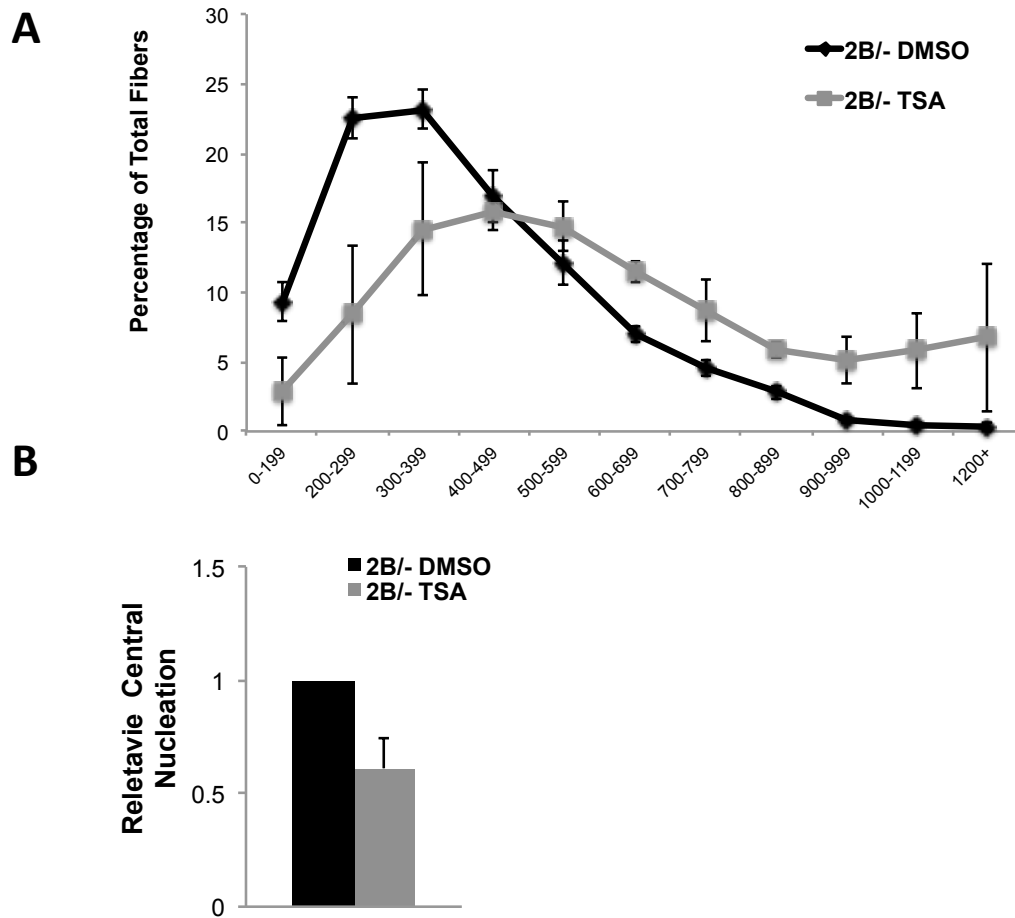 A
30
25
20
15
10
5
0
Percentage of Total Fibers
2B/- DMSO
2B/- TSA
0-199
200-299
300-399
400-499
500-599
600-699
700-799
800-899
900-999
1000-1199
1200+
B
1.5
1
0.5
0
Reletavie Central
Nucleation
2B/- DMSO
2B/- TSA